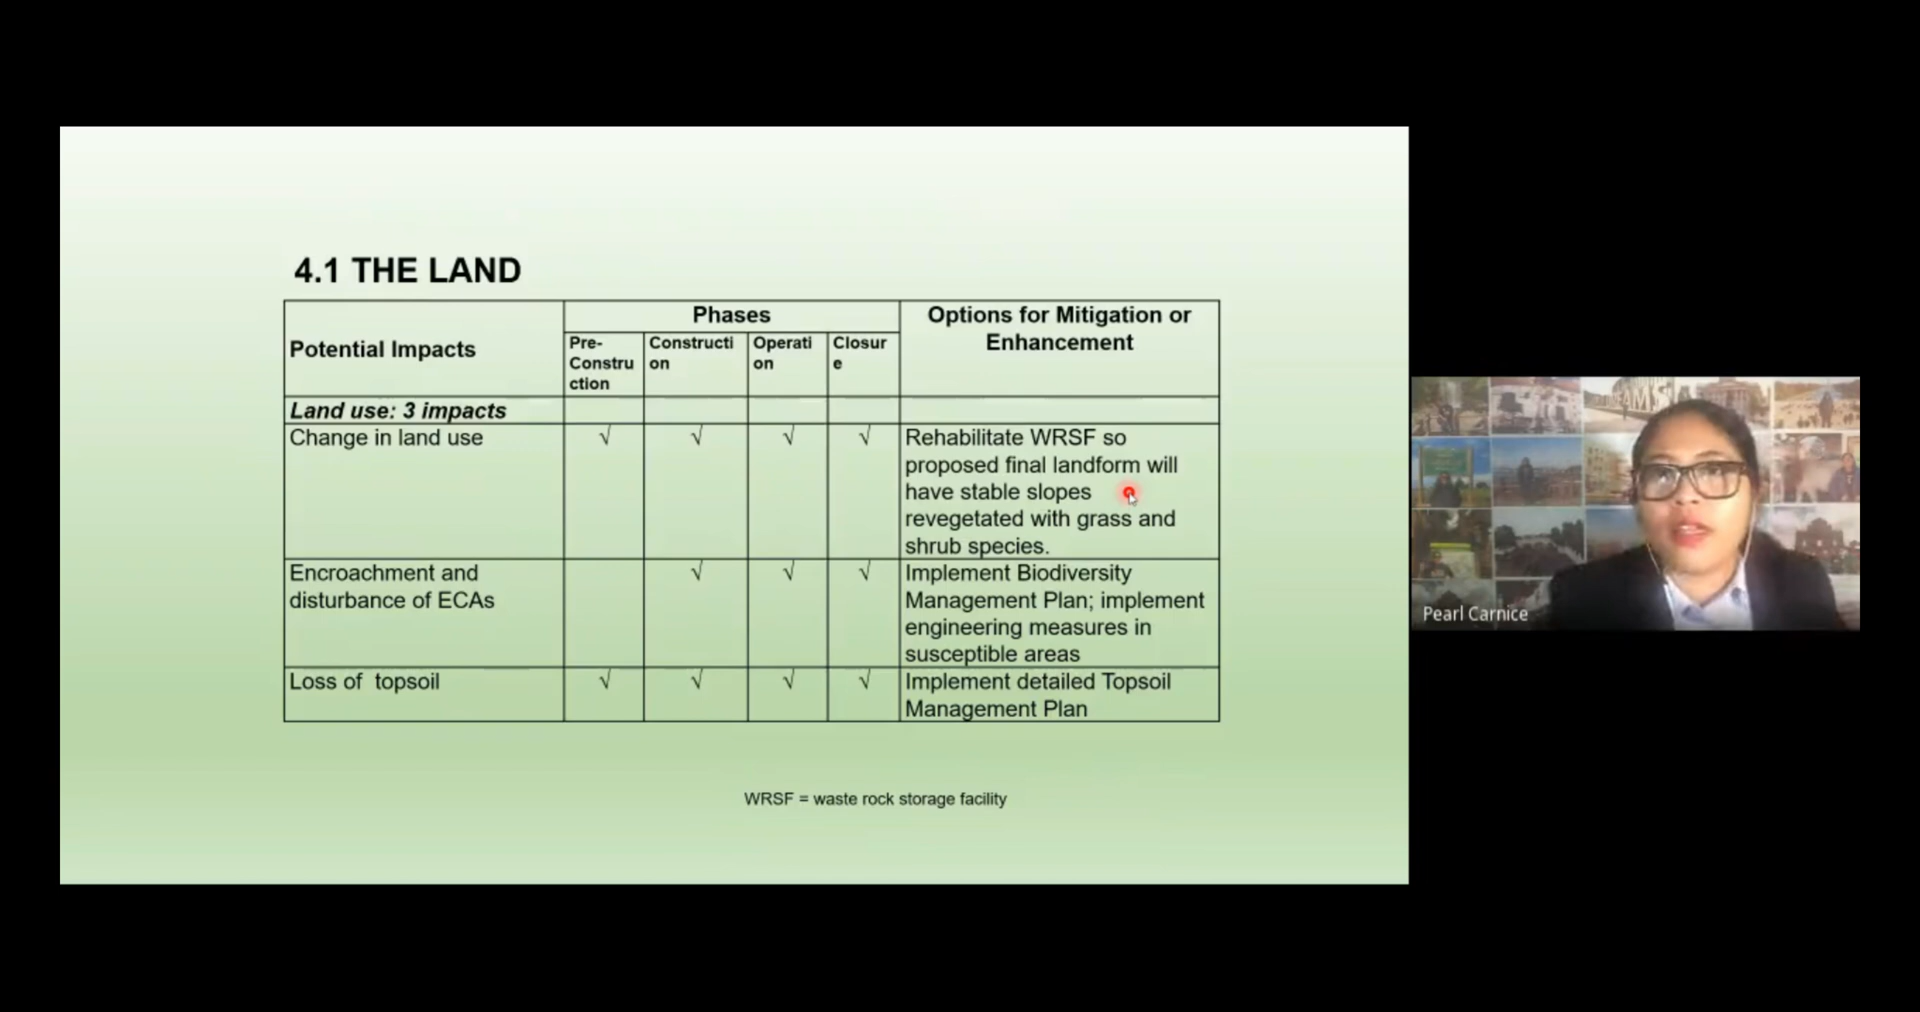 4.1 THE LAND
Potential Impacts
Phases
Options for Mitigation or
Enhancement
Pre-
Constru
ction
Constructi
on
Operati
on
Closur
e
Land use: 3 impacts
Change in land use
√ √ √ √
Rehabilitate WRSF so
proposed final landform will
have stable slopes
revegetated with grass and
shrub species.
Encroachment and
disturbance of ECAs
√ √ √
Implement Biodiversity
Management Plan; implement
engineering measures in
susceptible areas
Loss of topsoil
√ √ √ √
Implement detailed Topsoil
Management Plan
WRSF = waste rock storage facility
Pearl Carnice